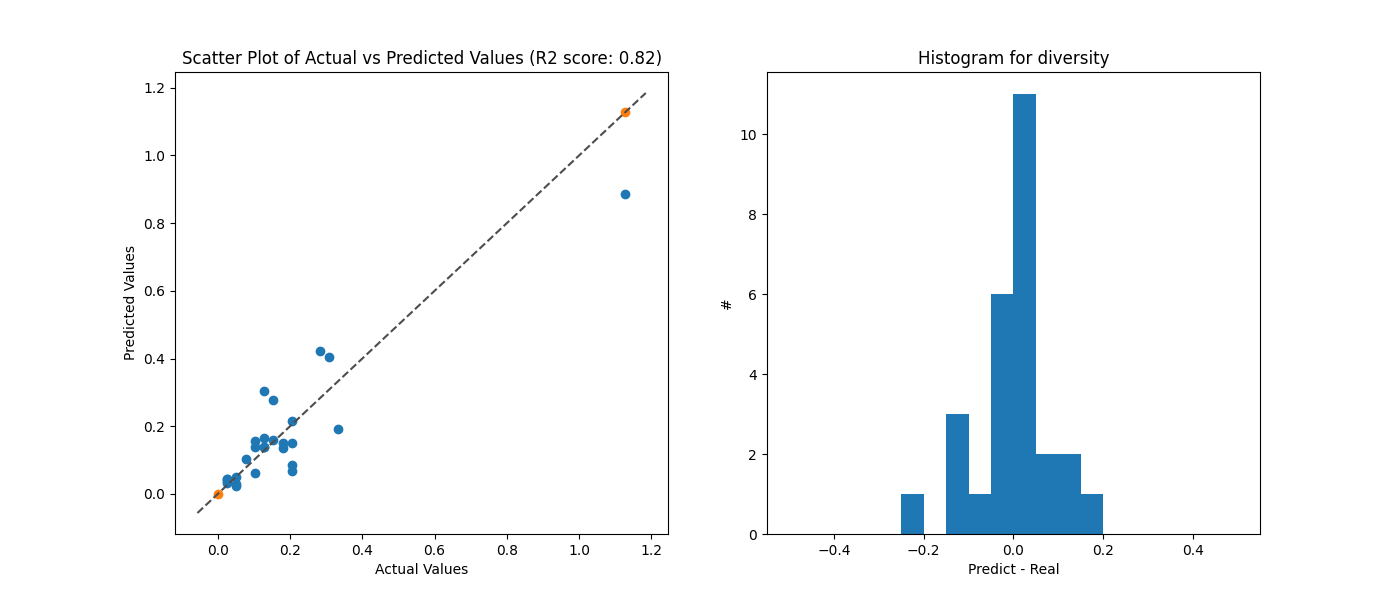 Scatter Plot of Actual vs Predicted Values (R2 score: 0.82)
1.2
1.0
0.8
0.6
0.4
0.2
0.0
Predicted Values
0.0 0.2 0.4 0.6 0.8 1.0 1.2
Actual Values
Histogram for diversity
10
8
6
4
2
0
#
−0.4 −0.2 0.0 0.2 0.4
Predict - Real